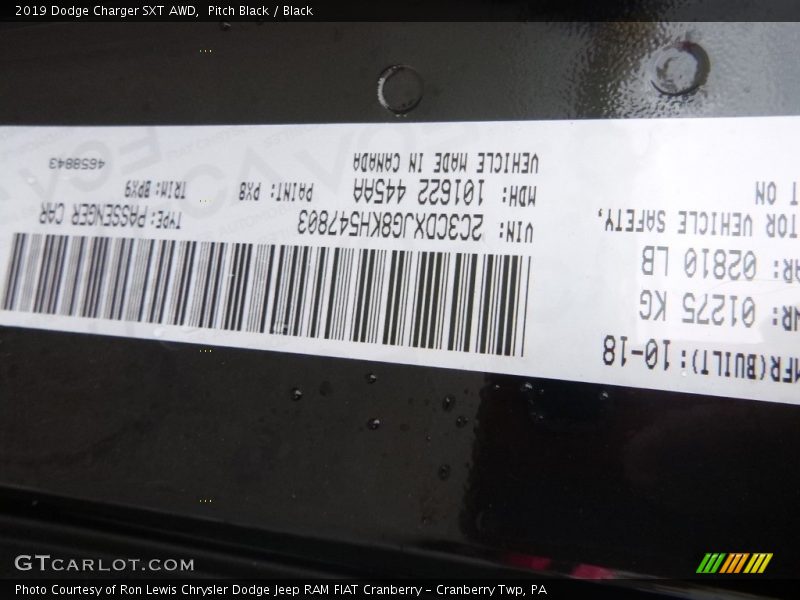 2019 Dodge Charger SXT AWD,  Pitch Black / Black
MFR(BUILT): 10-18
01275 KG
02810 LB
VEHICLE SAFETY,
T ON
VIN: 2C3CDXJG8KH547803
TYPE: PASSENGER CAR
MDH: 101622 445AA
PAINT: PX8
TRIM: BPX9
VEHICLE MADE IN CANADA
4658843
GTCARLOT.COM
Photo Courtesy of Ron Lewis Chrysler Dodge Jeep RAM FIAT Cranberry – Cranberry Twp, PA